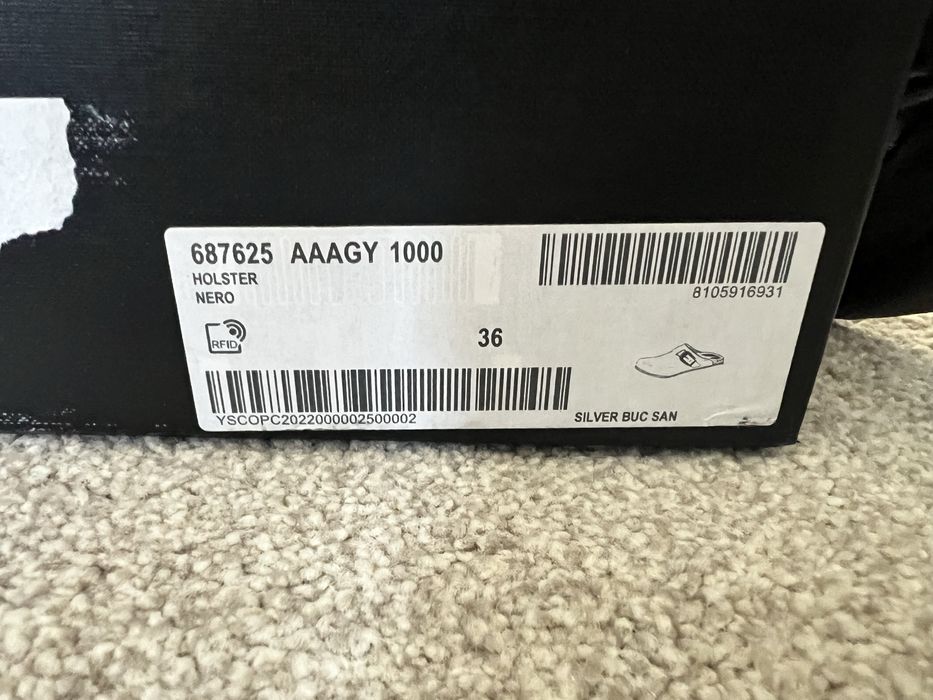 687625 AAAGY 1000
HOLSTER
NERO
8105916931
RFID
36
YSCOPC2022000002500002
SILVER BUC SAN